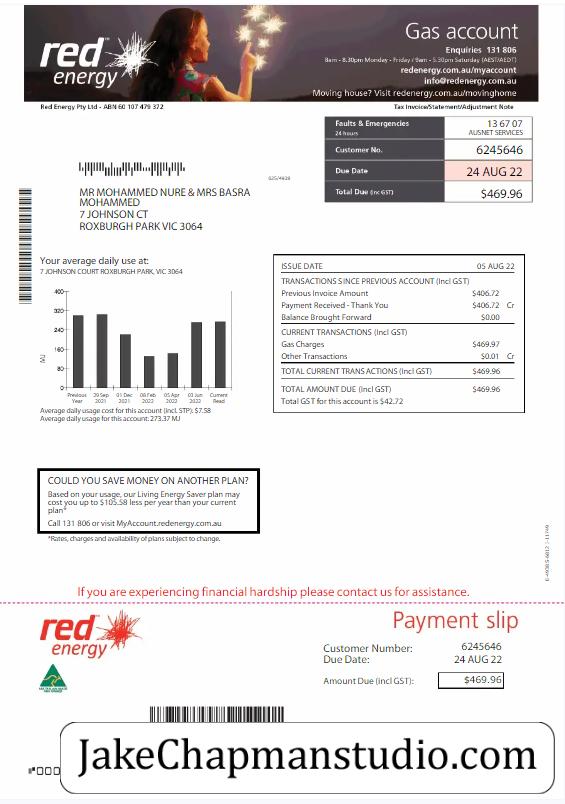 red
energy
Gas account
Enquiries 131 806
8am - 8.30pm Monday - Friday / 9am - 5.30pm Saturday (AEST/AEDT)
redenergy.com.au/myaccount
info@redenergy.com.au
Moving house? Visit redenergy.com.au/movinghome
Red Energy Pty Ltd - ABN 60 107 479 372
Tax Invoice/Statement/Adjustment Note
Faults & Emergencies 13 67 07
24 hours AUSNET SERVICES
Customer No. 6245646
Due Date 24 AUG 22
Total Due (inc GST) $469.96
025/4928
MR MOHAMMED NURE & MRS BASRA
MOHAMMED
7 JOHNSON CT
ROXBURGH PARK VIC 3064
Your average daily use at:
7 JOHNSON COURT ROXBURGH PARK, VIC 3064
400
320
240
160
80
0
MJ
Previous Year
29 Sep 2021
01 Dec 2021
08 Feb 2022
05 Apr 2022
03 Jun 2022
Current Read
Average daily usage cost for this account (incl. STP): $7.58
Average daily usage for this account: 273.37 MJ
ISSUE DATE 05 AUG 22
TRANSACTIONS SINCE PREVIOUS ACCOUNT (Incl GST)
Previous Invoice Amount $406.72
Payment Received - Thank You $406.72 Cr
Balance Brought Forward $0.00
CURRENT TRANSACTIONS (Incl GST)
Gas Charges $469.97
Other Transactions $0.01 Cr
TOTAL CURRENT TRANSACTIONS (Incl GST) $469.96
TOTAL AMOUNT DUE (Incl GST) $469.96
Total GST for this account is $42.72
COULD YOU SAVE MONEY ON ANOTHER PLAN?
Based on your usage, our Living Energy Saver plan may
cost you up to $105.58 less per year than your current
plan*
Call 131 806 or visit MyAccount.redenergy.com.au
*Rates, charges and availability of plans subject to change.
If you are experiencing financial hardship please contact us for assistance.
red
energy
Payment slip
Customer Number: 6245646
Due Date: 24 AUG 22
Amount Due (incl GST): $469.96
JakeChapmanstudio.com